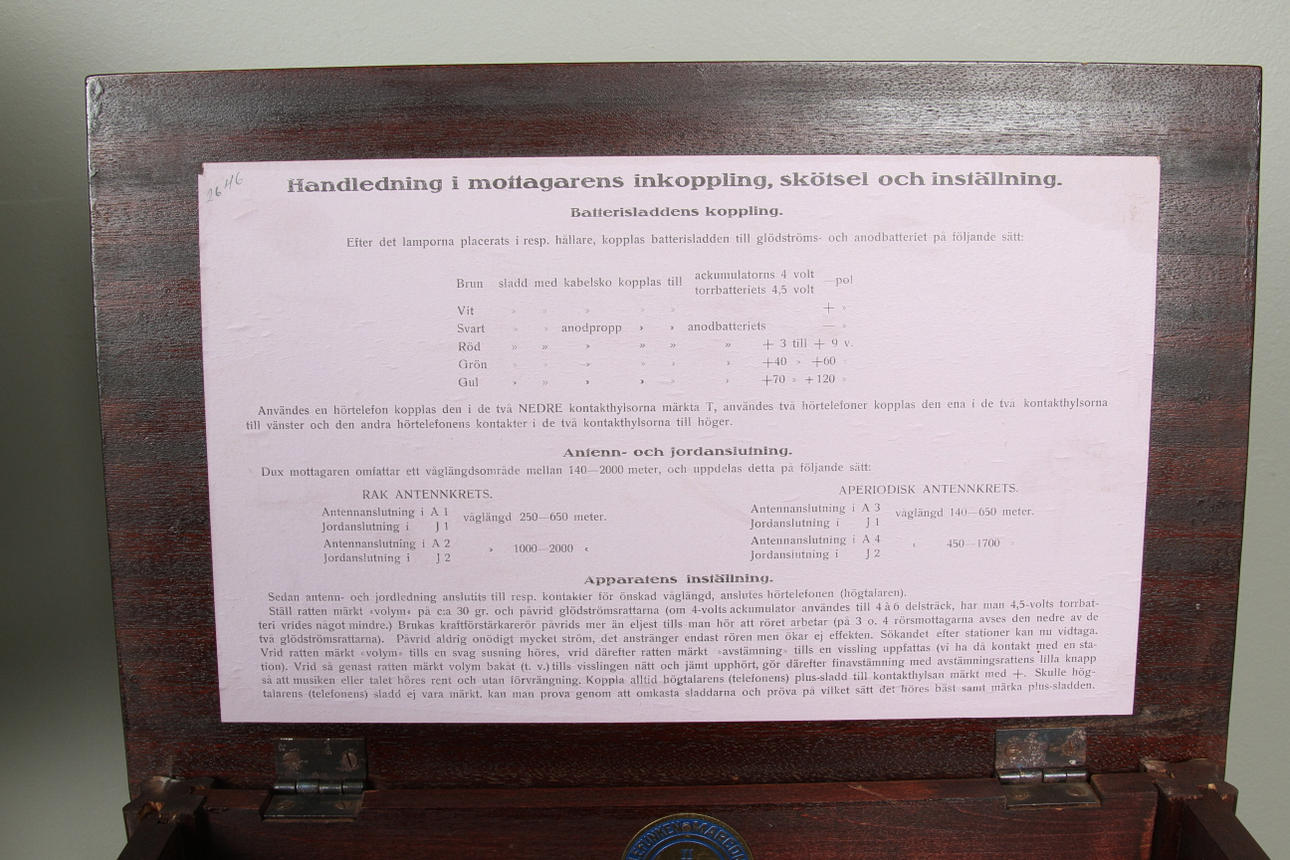 2646
Handledning i mottagarens inkoppling, skötsel och inställning.
Batterisladdens koppling.
Efter det lamporna placerats i resp. hållare, kopplas batterisladden till glödströms- och anodbatteriet på följande sätt:
Brun sladd med kabelsko kopplas till ackumulatorns 4 volt torrbatteriets 4,5 volt —pol
Vit » » » » » + »
Svart » » anodpropp » » anodbatteriets — »
Röd » » » » » » + 3 till + 9 v.
Grön » » » » » » +40 » +60 »
Gul » » » » » » +70 » +120 »
Användes en hörtelefon kopplas den i de två NEDRE kontakthylsorna märkta T, användes två hörtelefoner kopplas den ena i de två kontakthylsorna
till vänster och den andra hörtelefonens kontakter i de två kontakthylsorna till höger.
Antenn- och jordanslutning.
Dux mottagaren omfattar ett våglängdsområde mellan 140—2000 meter, och uppdelas detta på följande sätt:
RAK ANTENNKRETS.
Antennanslutning i A 1
Jordanslutning i J 1
våglängd 250—650 meter.
Antennanslutning i A 2
Jordanslutning i J 2
» 1000—2000 «
APERIODISK ANTENNKRETS.
Antennanslutning i A 3
Jordanslutning i J 1
våglängd 140—650 meter.
Antennanslutning i A 4
Jordanslutning i J 2
« 450—1700 »
Apparatens inställning.
Sedan antenn- och jordledning anslutits till resp. kontakter för önskad våglängd, anslutes hörtelefonen (högtalaren).
Ställ ratten märkt «volym« på c:a 30 gr. och påvrid glödströmsrattarna (om 4-volts ackumulator användes till 4 à 6 delsträck, har man 4,5-volts torrbat-
teri vrides något mindre.) Brukas kraftförstärkarerör påvrids mer än eljest tills man hör att röret arbetar (på 3 o. 4 rörsmottagarna avses den nedre av de
två glödströmsrattarna). Påvrid aldrig onödigt mycket ström, det anstränger endast rören men ökar ej effekten. Sökandet efter stationer kan nu vidtaga.
Vrid ratten märkt «volym» tills en svag susning höres, vrid därefter ratten märkt »avstämning» tills en vissling uppfattas (vi ha då kontakt med en sta-
tion). Vrid så genast ratten märkt volym bakåt (t. v.) tills visslingen nätt och jämt upphört, gör därefter finavstämning med avstämningsrattens lilla knapp
så att musiken eller talet höres rent och utan förvrängning. Koppla alltid högtalarens (telefonens) plus-sladd till kontakthylsan märkt med +. Skulle hög-
talarens (telefonens) sladd ej vara märkt, kan man prova genom att omkasta sladdarna och pröva på vilket sätt det höres bäst samt märka plus-sladden.